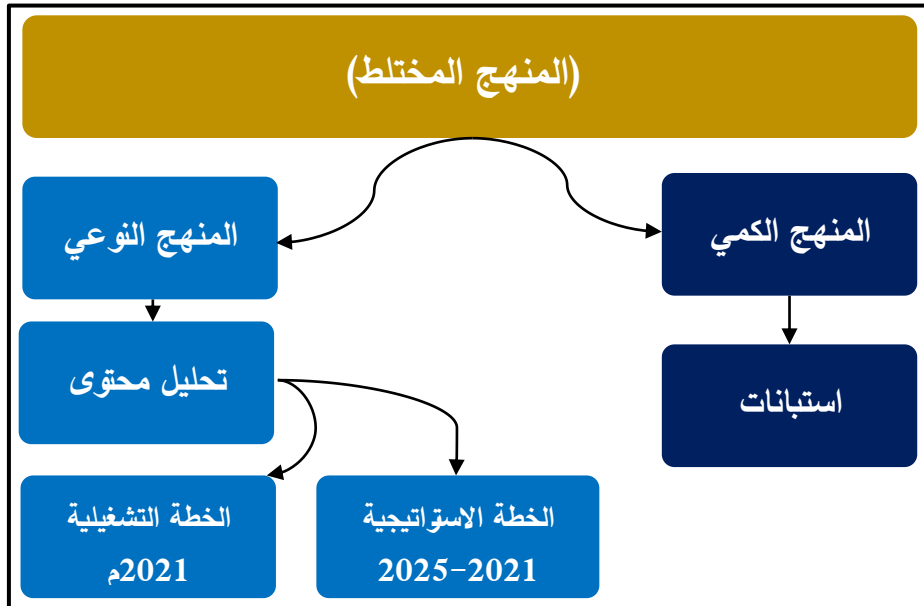 (المنهج المختلط)
المنهج الكمي
المنهج النوعي
استبانات
تحليل محتوى
الخطة الاستراتيجية
2021-2025
الخطة التشغيلية
2021م